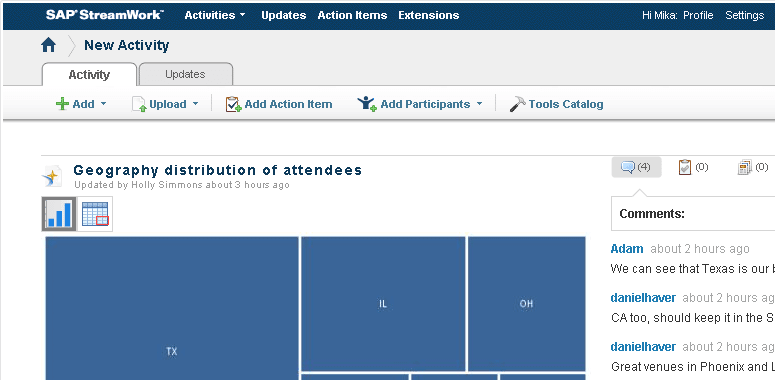 SAP® StreamWork™ Activities Updates Action Items Extensions Hi Mika: Profile Settings
New Activity
Activity Updates
Add Upload Add Action Item Add Participants Tools Catalog
Geography distribution of attendees
Updated by Holly Simmons about 3 hours ago
(4) (0) (0)
Comments:
Adam about 2 hours ago
We can see that Texas is our
danielhaver about 2 hours ag
CA too, should keep it in the S
danielhaver about 2 hours ag
Great venues in Phoenix and L
TX
IL
OH